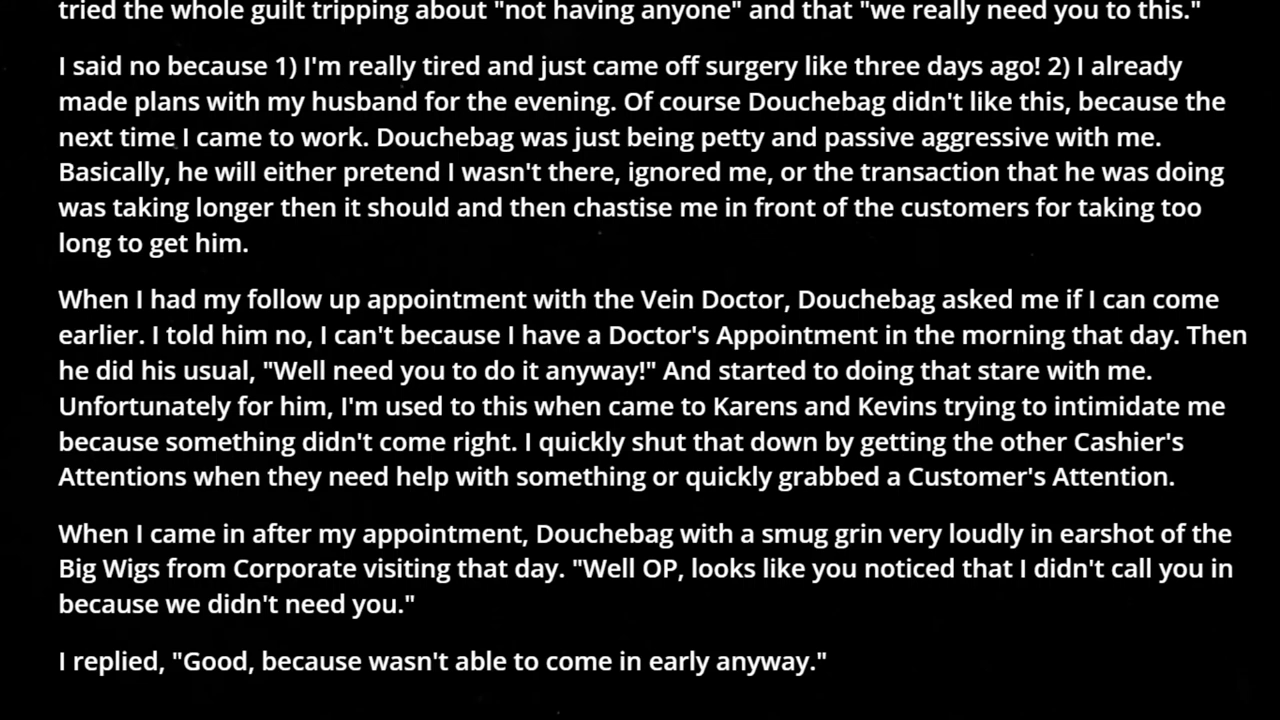 tried the whole guilt tripping about "not having anyone" and that "we really need you to this."
I said no because 1) I'm really tired and just came off surgery like three days ago! 2) I already
made plans with my husband for the evening. Of course Douchebag didn't like this, because the
next time I came to work. Douchebag was just being petty and passive aggressive with me.
Basically, he will either pretend I wasn't there, ignored me, or the transaction that he was doing
was taking longer then it should and then chastise me in front of the customers for taking too
long to get him.
When I had my follow up appointment with the Vein Doctor, Douchebag asked me if I can come
earlier. I told him no, I can't because I have a Doctor's Appointment in the morning that day. Then
he did his usual, "Well need you to do it anyway!" And started to doing that stare with me.
Unfortunately for him, I'm used to this when came to Karens and Kevins trying to intimidate me
because something didn't come right. I quickly shut that down by getting the other Cashier's
Attentions when they need help with something or quickly grabbed a Customer's Attention.
When I came in after my appointment, Douchebag with a smug grin very loudly in earshot of the
Big Wigs from Corporate visiting that day. "Well OP, looks like you noticed that I didn't call you in
because we didn't need you."
I replied, "Good, because wasn't able to come in early anyway."